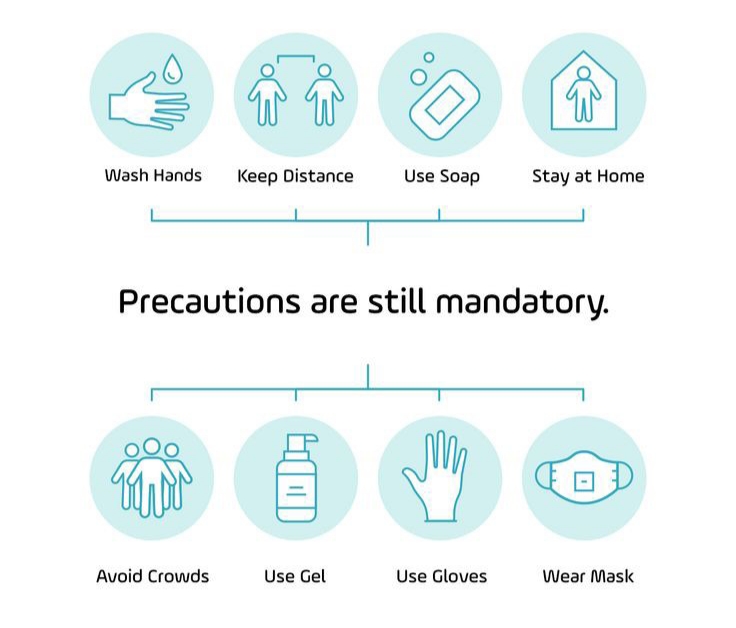 Wash Hands
Keep Distance
Use Soap
Stay at Home
Precautions are still mandatory.
Avoid Crowds
Use Gel
Use Gloves
Wear Mask